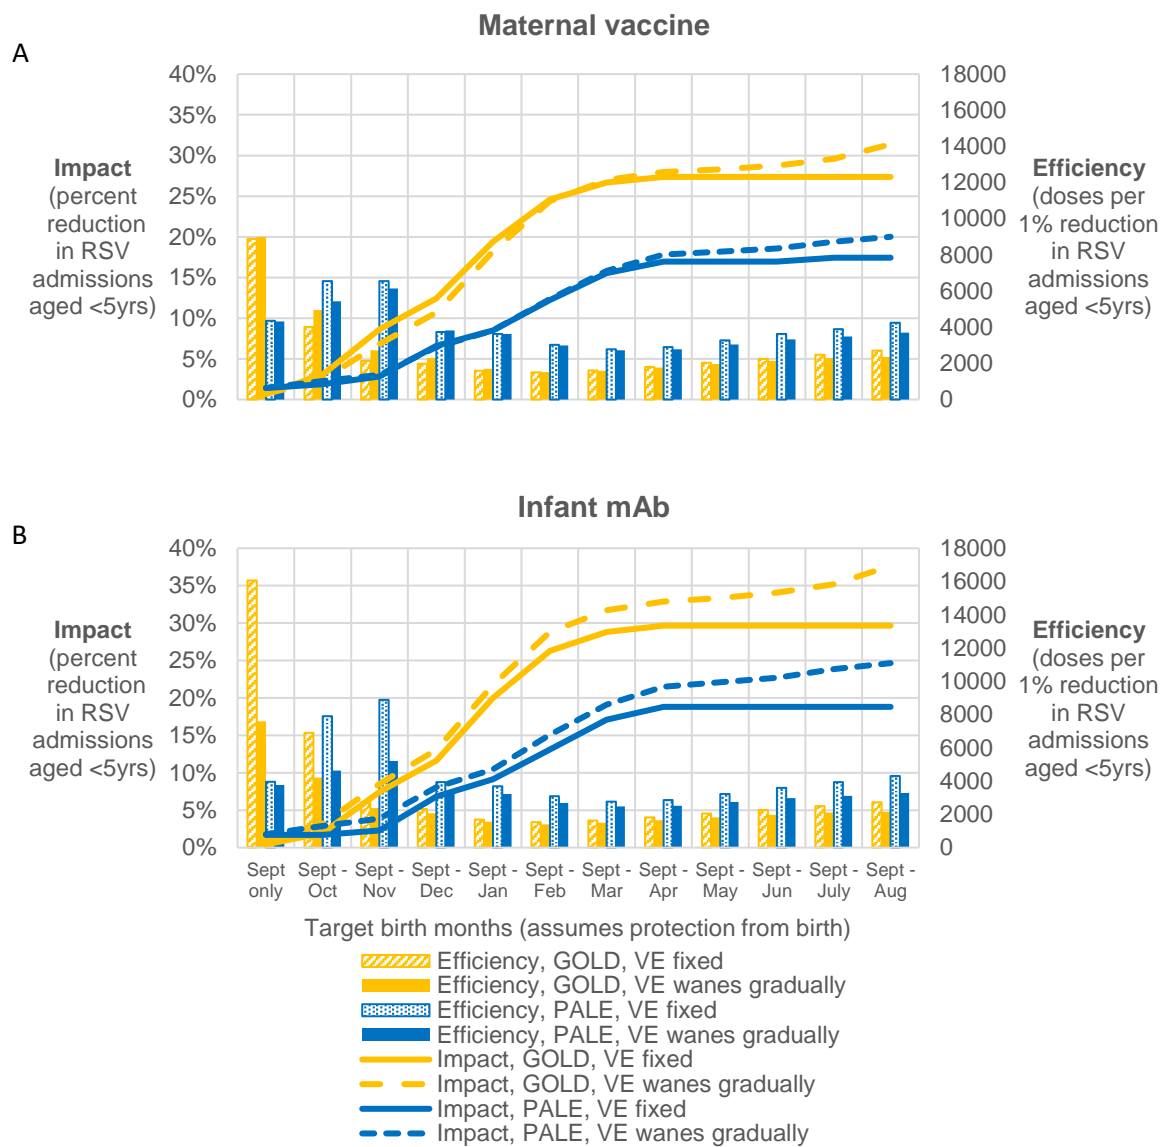 Maternal vaccine
A
40%
35%
30%
25%
20%
15%
10%
5%
0%
Impact
(percent
reduction
in RSV
admissions
aged <5yrs)
18000
16000
14000
12000
10000
8000
6000
4000
2000
0
Efficiency
(doses per
1% reduction
in RSV
admissions
aged <5yrs)
Infant mAb
B
40%
35%
30%
25%
20%
15%
10%
5%
0%
Impact
(percent
reduction
in RSV
admissions
aged <5yrs)
18000
16000
14000
12000
10000
8000
6000
4000
2000
0
Efficiency
(doses per
1% reduction
in RSV
admissions
aged <5yrs)
Sept only
Sept - Oct
Sept - Nov
Sept - Dec
Sept - Jan
Sept - Feb
Sept - Mar
Sept - Apr
Sept - May
Sept - Jun
Sept - July
Sept - Aug
Target birth months (assumes protection from birth)
Efficiency, GOLD, VE fixed
Efficiency, GOLD, VE wanes gradually
Efficiency, PALE, VE fixed
Efficiency, PALE, VE wanes gradually
Impact, GOLD, VE fixed
Impact, GOLD, VE wanes gradually
Impact, PALE, VE fixed
Impact, PALE, VE wanes gradually